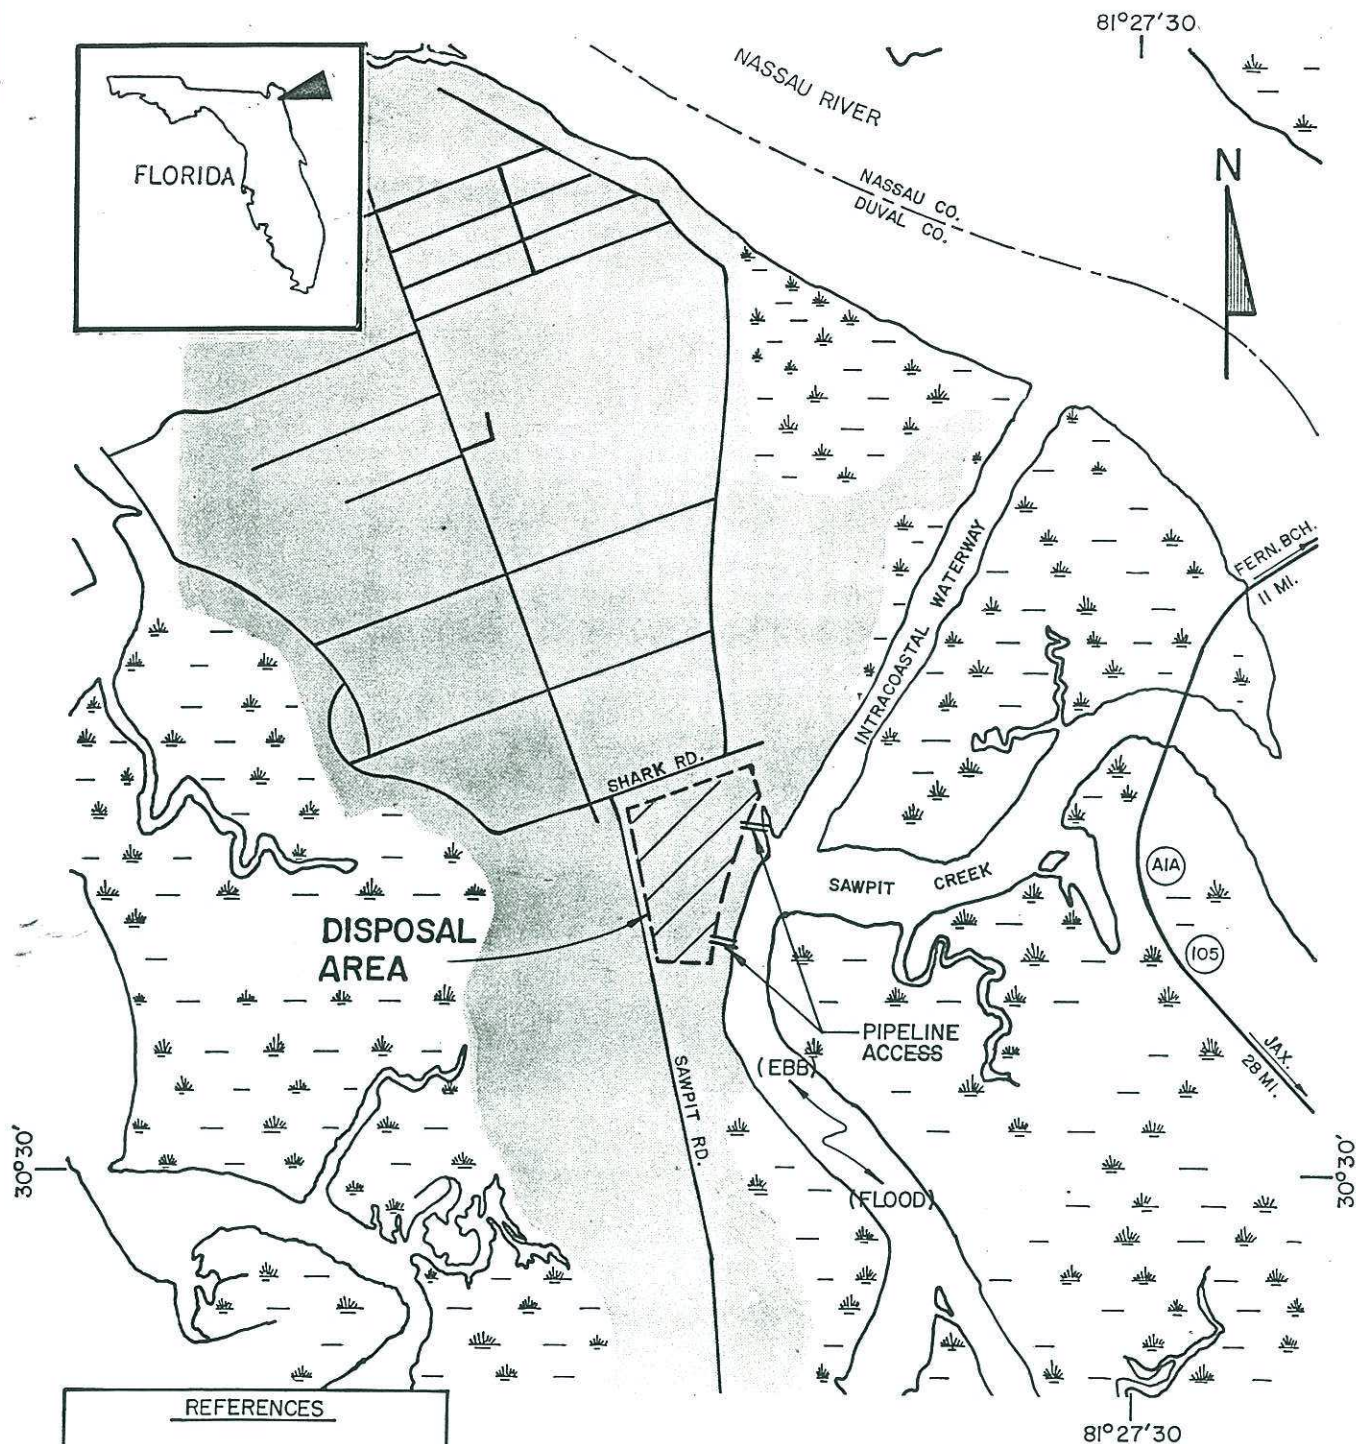 81°27'30
NASSAU RIVER
FLORIDA
N
NASSAU CO.
DUVAL CO.
FERN. BCH.
11 MI.
INTRACOASTAL WATERWAY
SHARK RD.
SAWPIT CREEK
A1A
DISPOSAL
AREA
105
PIPELINE
ACCESS
(EBB)
JAX.
28 MI.
SAWPIT RD.
30°30'
30°30'
(FLOOD)
REFERENCES
81°27'30